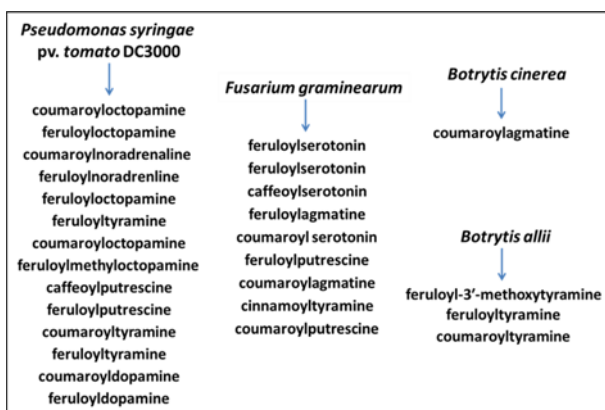 Pseudomonas syringae
pv. tomato DC3000
coumaroyloctopamine
feruloyloctopamine
coumaroylnoradrenaline
feruloylnoradrenline
feruloyloctopamine
feruloyltyramine
coumaroyloctopamine
feruloylmethyloctopamine
caffeoylputrescine
feruloylputrescine
coumaroyltyramine
feruloyltyramine
coumaroyldopamine
feruloyldopamine
Fusarium graminearum
feruloylserotonin
feruloylserotonin
caffeoylserotonin
feruloylagmatine
coumaroyl serotonin
feruloylputrescine
coumaroylagmatine
cinnamoyltyramine
coumaroylputrescine
Botrytis cinerea
coumaroylagmatine
Botrytis allii
feruloyl-3′-methoxytyramine
feruloyltyramine
coumaroyltyramine